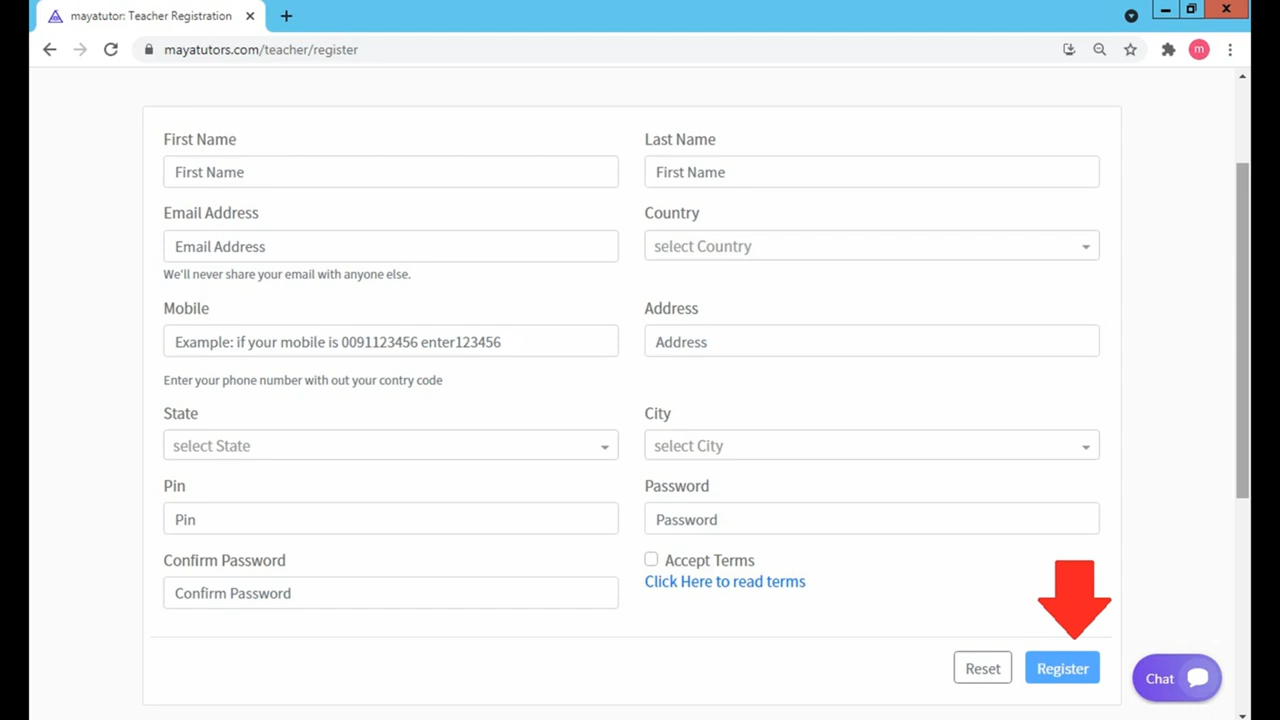 mayatutor: Teacher Registration
mayatutors.com/teacher/register
m
First Name
Last Name
First Name
First Name
Email Address
Country
Email Address
select Country
We'll never share your email with anyone else.
Mobile
Address
Example: if your mobile is 0091123456 enter123456
Address
Enter your phone number with out your contry code
State
City
select State
select City
Pin
Password
Pin
Password
Confirm Password
Accept Terms
Click Here to read terms
Confirm Password
Reset
Register
Chat